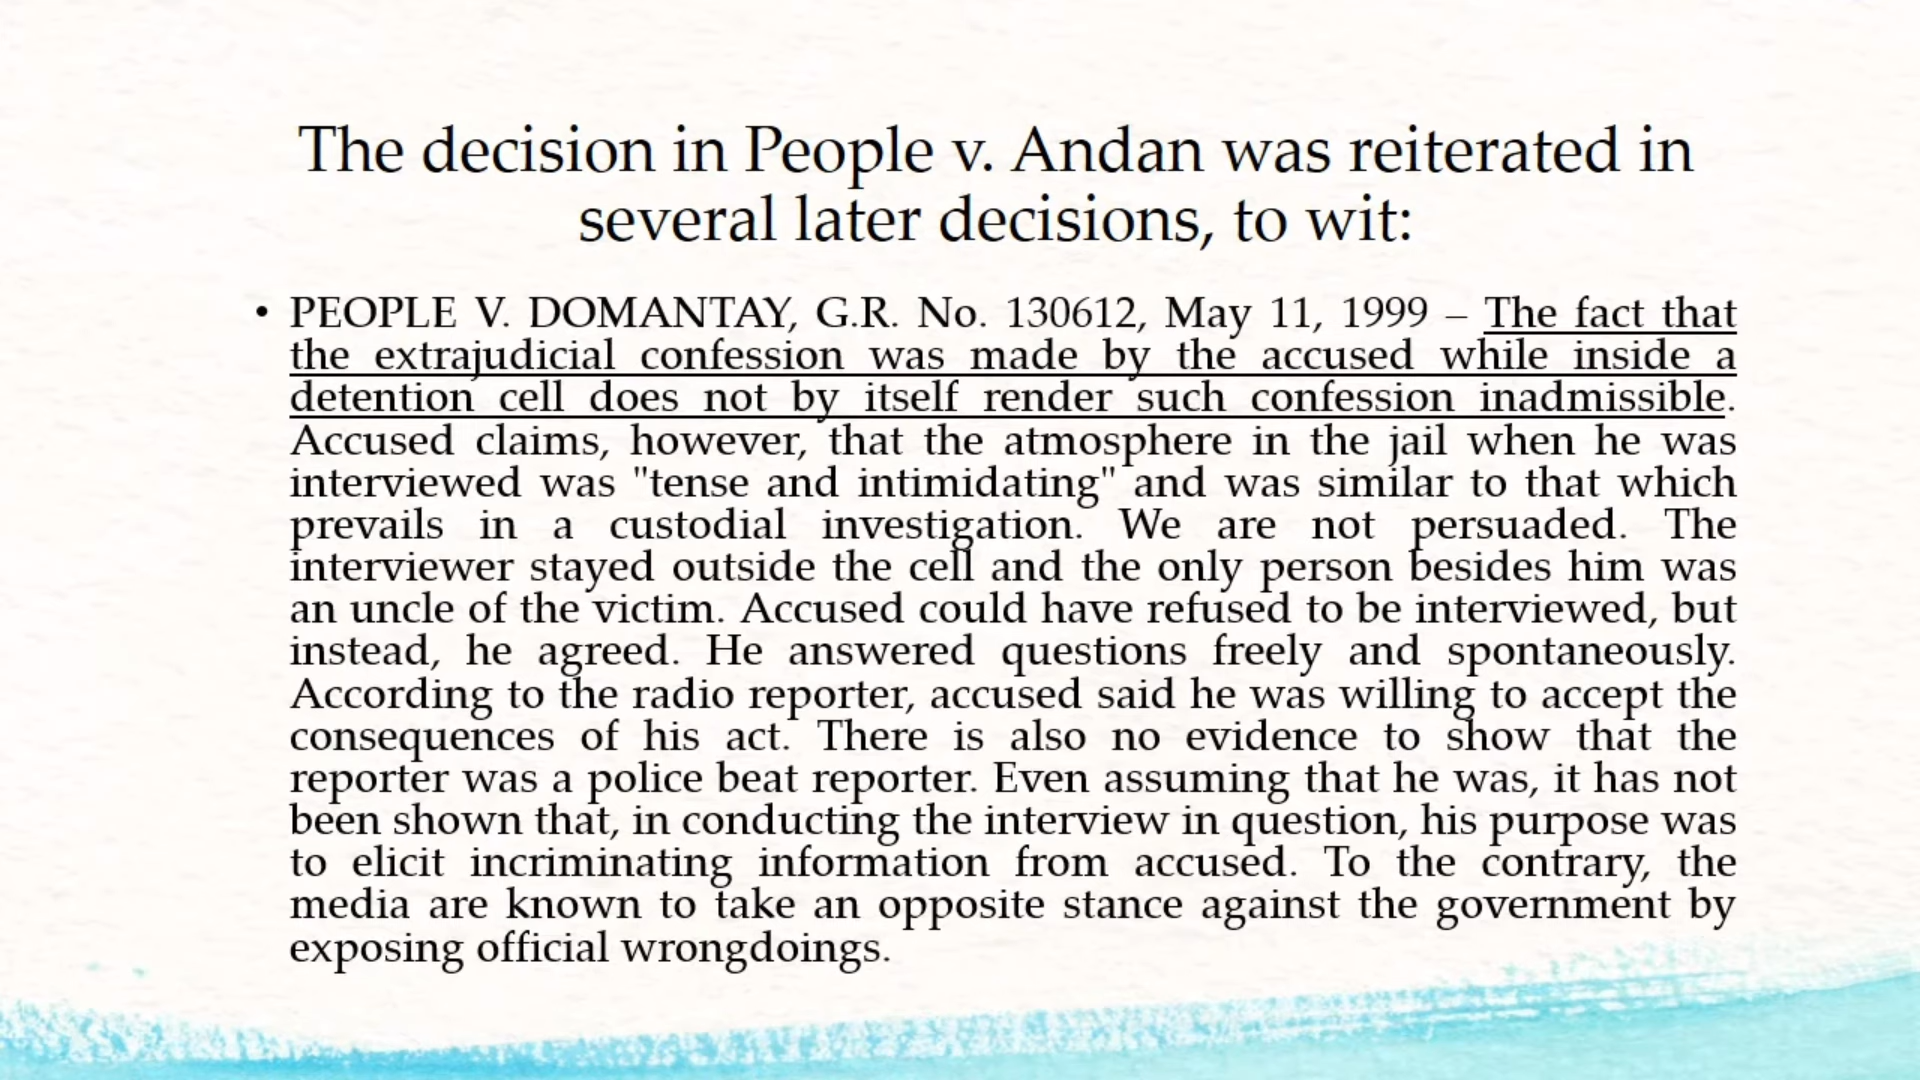 The decision in People v. Andan was reiterated in
several later decisions, to wit:
• PEOPLE V. DOMANTAY, G.R. No. 130612, May 11, 1999 – The fact that
the extrajudicial confession was made by the accused while inside a
detention cell does not by itself render such confession inadmissible.
Accused claims, however, that the atmosphere in the jail when he was
interviewed was "tense and intimidating" and was similar to that which
prevails in a custodial investigation. We are not persuaded. The
interviewer stayed outside the cell and the only person besides him was
an uncle of the victim. Accused could have refused to be interviewed, but
instead, he agreed. He answered questions freely and spontaneously.
According to the radio reporter, accused said he was willing to accept the
consequences of his act. There is also no evidence to show that the
reporter was a police beat reporter. Even assuming that he was, it has not
been shown that, in conducting the interview in question, his purpose was
to elicit incriminating information from accused. To the contrary, the
media are known to take an opposite stance against the government by
exposing official wrongdoings.